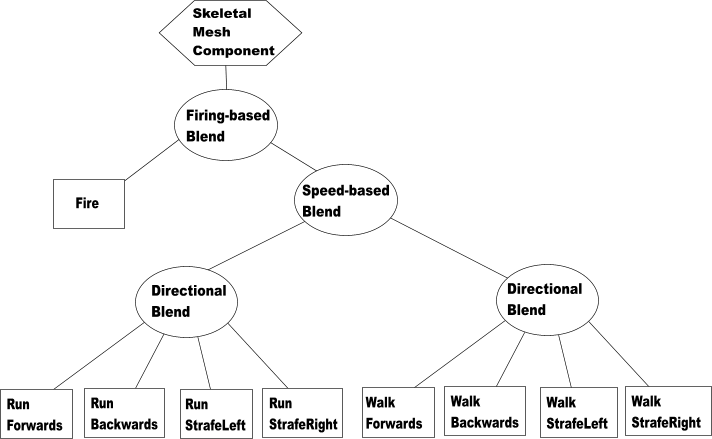 Skeletal
Mesh
Component
Firing-based
Blend
Fire
Speed-based
Blend
Directional
Blend
Directional
Blend
Run
Forwards
Run
Backwards
Run
StrafeLeft
Run
StrafeRight
Walk
Forwards
Walk
Backwards
Walk
StrafeLeft
Walk
StrafeRight